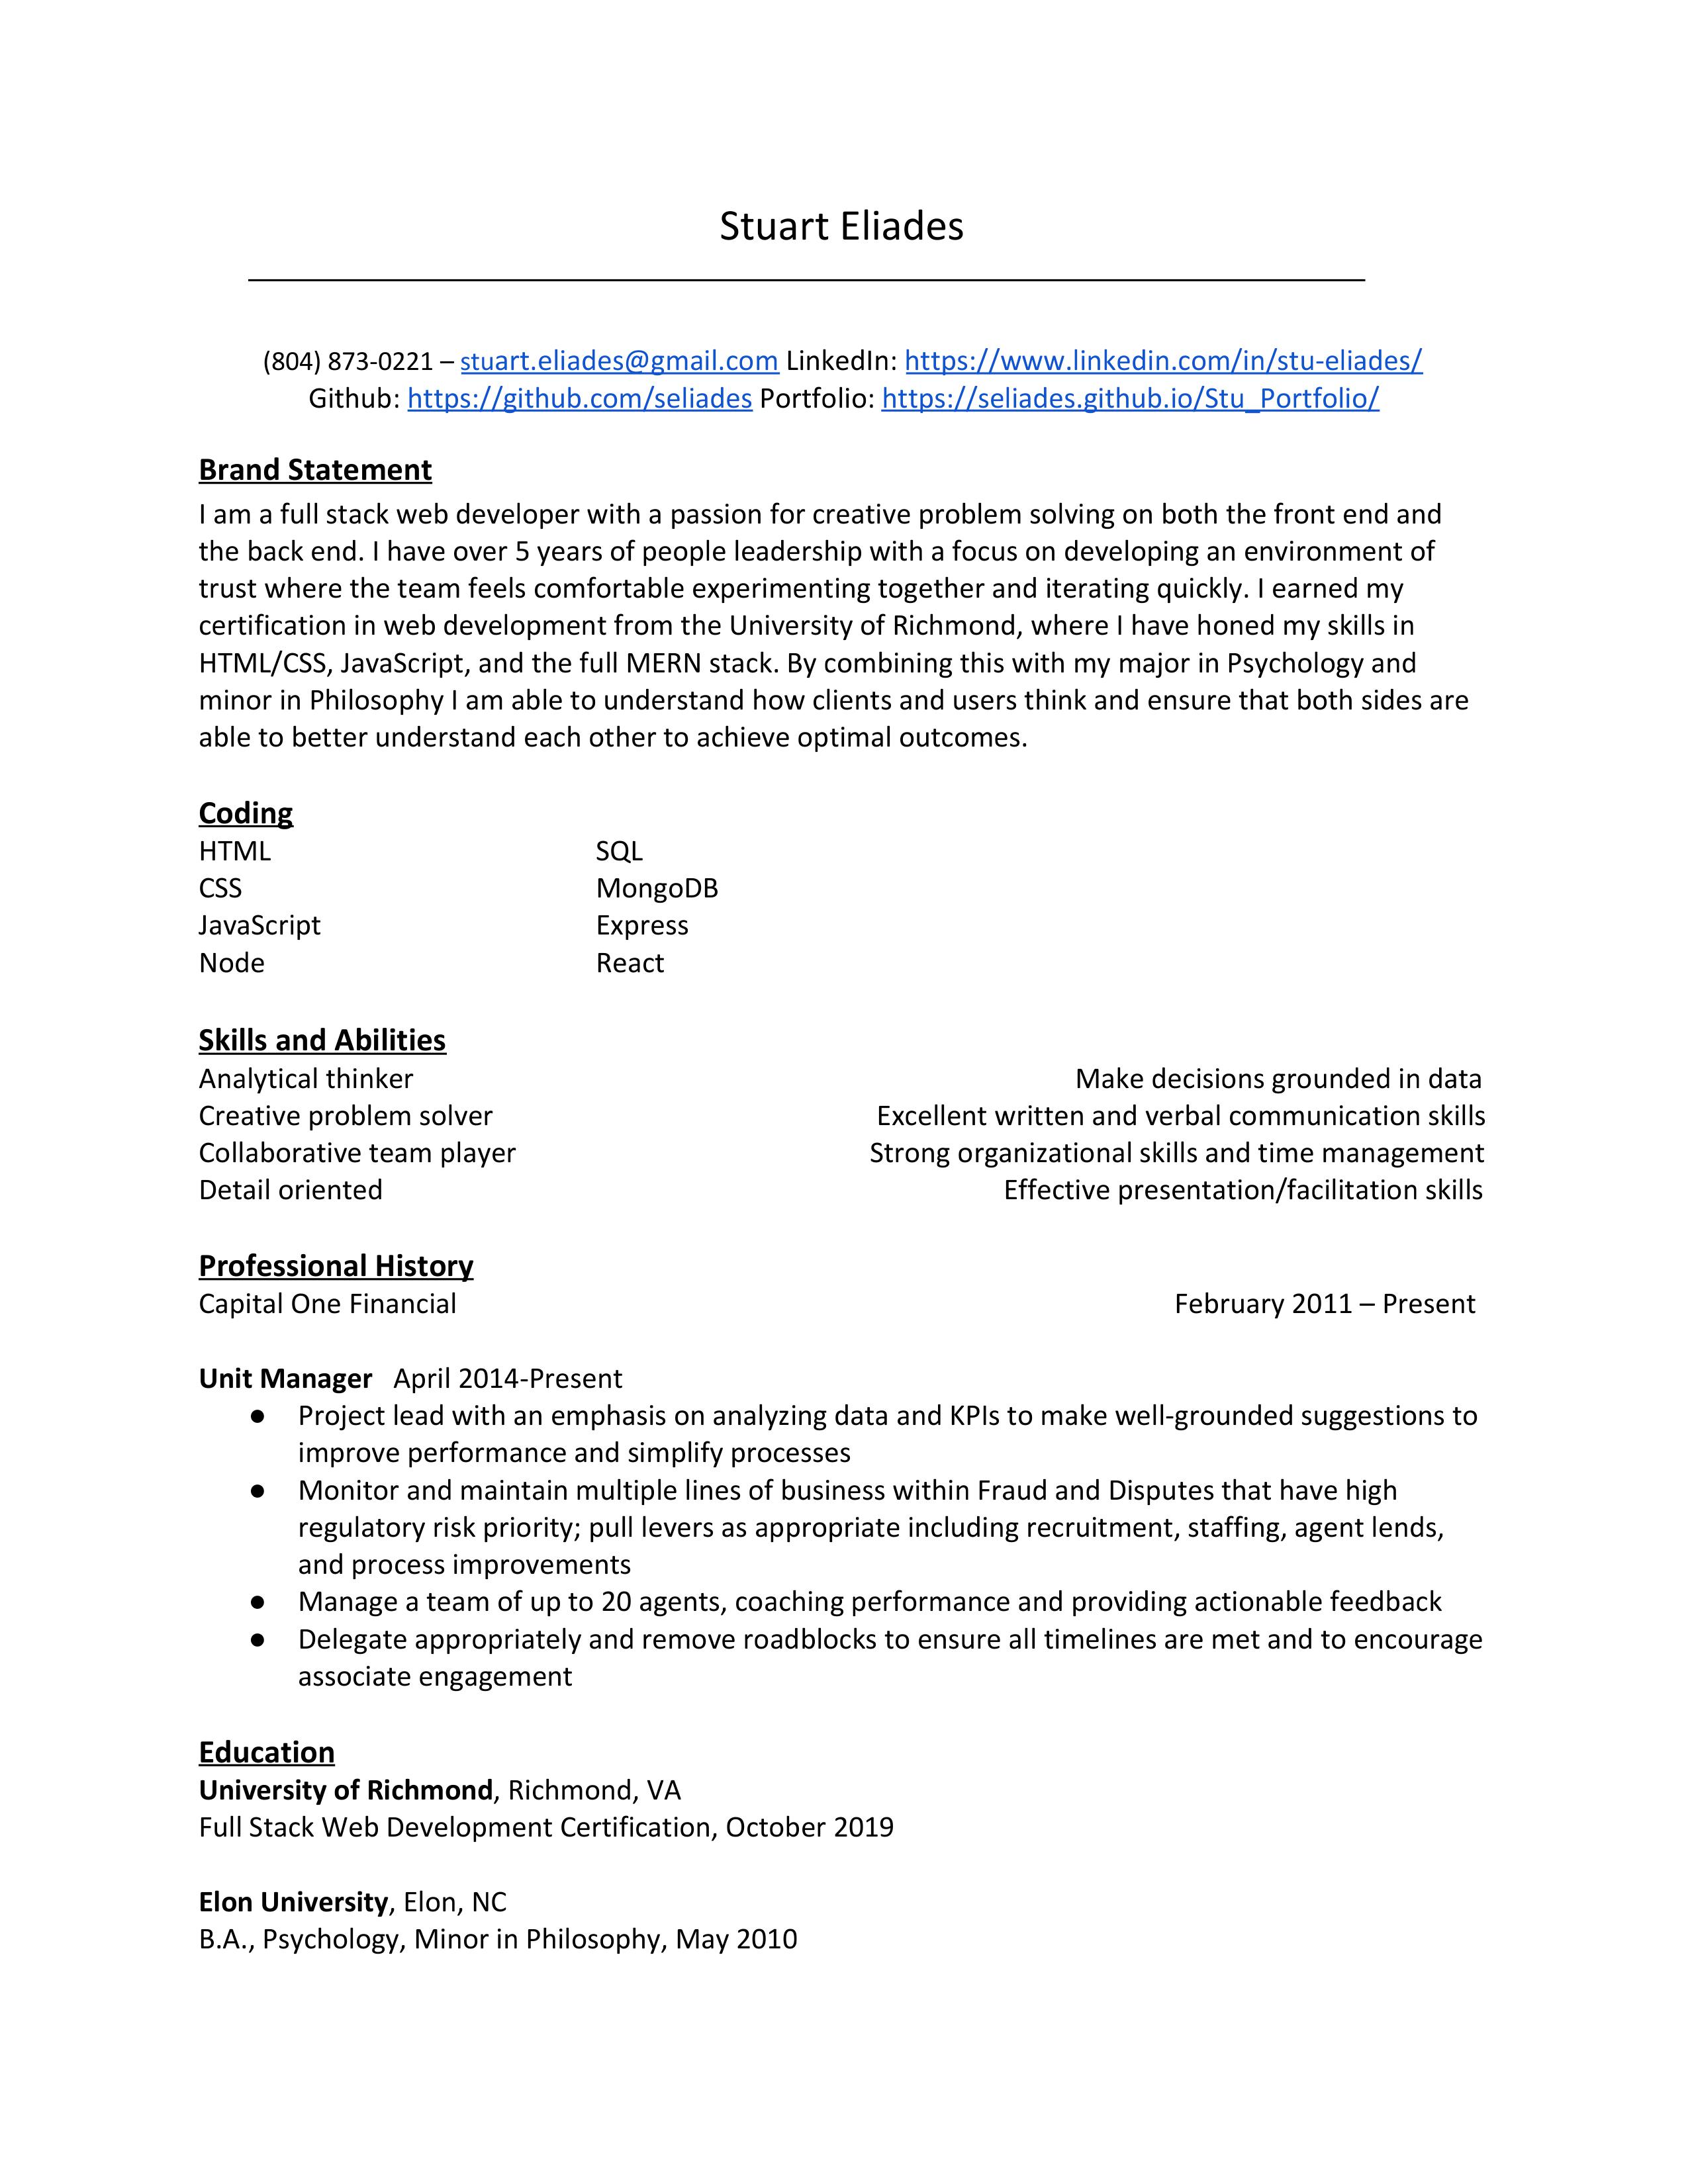 Stuart Eliades
(804) 873-0221 – stuart.eliades@gmail.com LinkedIn: https://www.linkedin.com/in/stu-eliades/
Github: https://github.com/seliades Portfolio: https://seliades.github.io/Stu_Portfolio/
Brand Statement
I am a full stack web developer with a passion for creative problem solving on both the front end and
the back end. I have over 5 years of people leadership with a focus on developing an environment of
trust where the team feels comfortable experimenting together and iterating quickly. I earned my
certification in web development from the University of Richmond, where I have honed my skills in
HTML/CSS, JavaScript, and the full MERN stack. By combining this with my major in Psychology and
minor in Philosophy I am able to understand how clients and users think and ensure that both sides are
able to better understand each other to achieve optimal outcomes.
Coding
HTML SQL
CSS MongoDB
JavaScript Express
Node React
Skills and Abilities
Analytical thinker Make decisions grounded in data
Creative problem solver Excellent written and verbal communication skills
Collaborative team player Strong organizational skills and time management
Detail oriented Effective presentation/facilitation skills
Professional History
Capital One Financial February 2011 – Present
Unit Manager April 2014-Present
● Project lead with an emphasis on analyzing data and KPIs to make well-grounded suggestions to
improve performance and simplify processes
● Monitor and maintain multiple lines of business within Fraud and Disputes that have high
regulatory risk priority; pull levers as appropriate including recruitment, staffing, agent lends,
and process improvements
● Manage a team of up to 20 agents, coaching performance and providing actionable feedback
● Delegate appropriately and remove roadblocks to ensure all timelines are met and to encourage
associate engagement
Education
University of Richmond, Richmond, VA
Full Stack Web Development Certification, October 2019
Elon University, Elon, NC
B.A., Psychology, Minor in Philosophy, May 2010